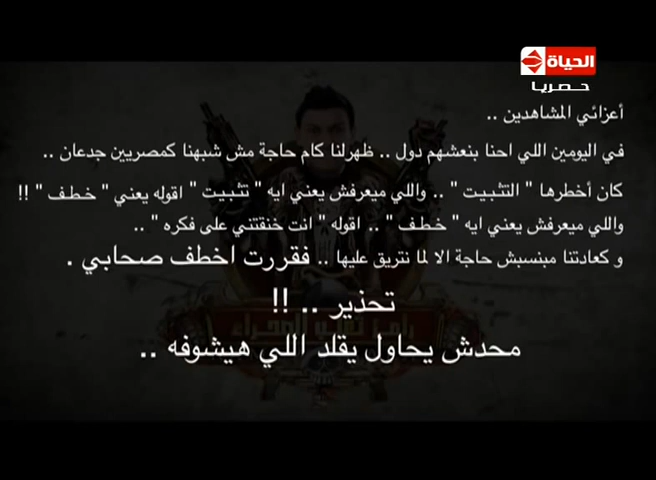 الحياة
حصريا
أعزائي المشاهدين ..
في اليومين اللي احنا بنعشهم دول .. ظهرلنا كام حاجة مش شبهنا كمصريين جدعان ..
كان أخطرها " التثبيت " .. واللي ميعرفش يعني ايه " تثبيت " اقوله يعني " خطف " !!
واللي ميعرفش يعني ايه " خطف " .. اقوله " انت خنقتني على فكره " ..
و كعادتنا مبنسبش حاجة الا لما نتريق عليها .. فقررت اخطف صحابي .
تحذير .. !!
محدش يحاول يقلد اللي هيشوفه ..